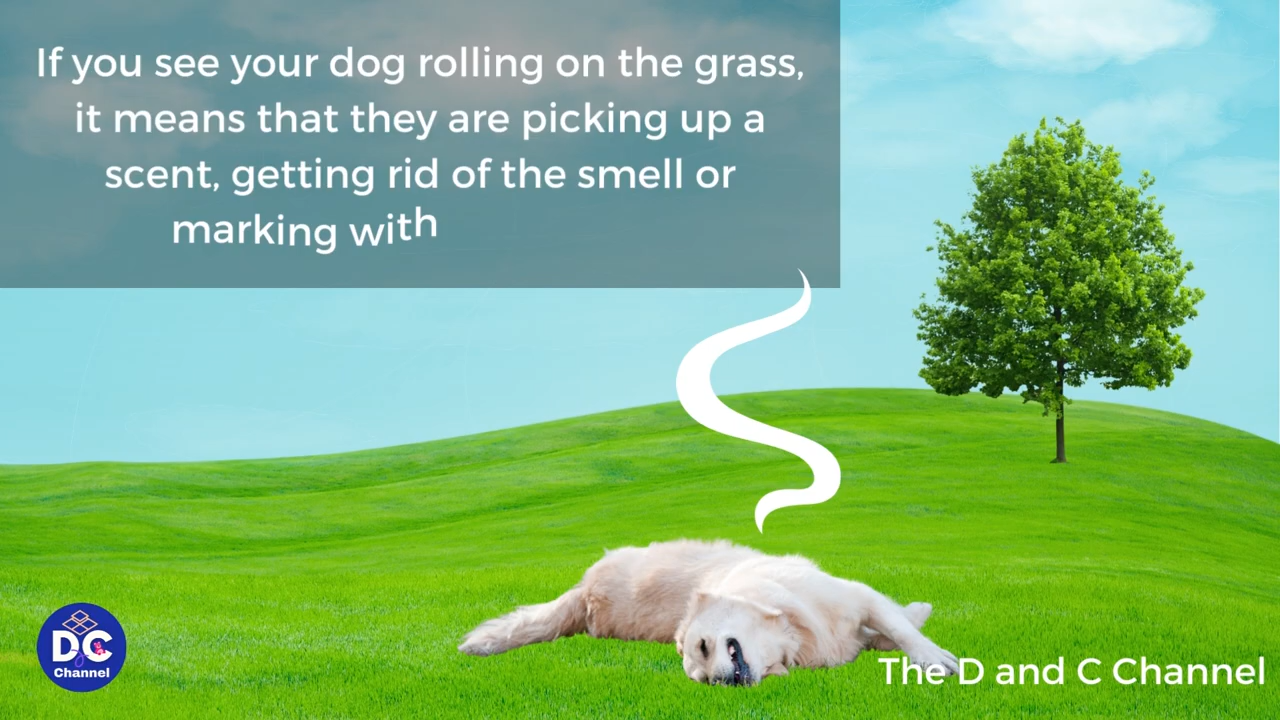 If you see your dog rolling on the grass,
it means that they are picking up a
scent, getting rid of the smell or
marking with
DC
Channel
The D and C Channel